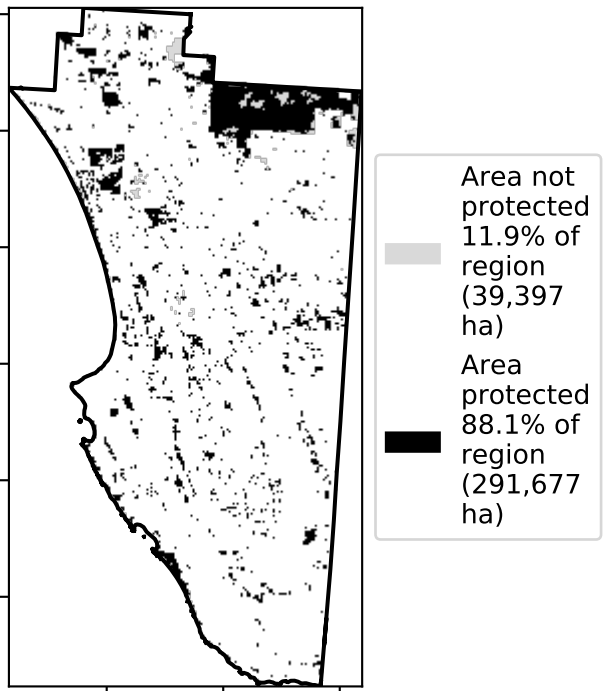 Area not
protected
11.9% of
region
(39,397
ha)
Area
protected
88.1% of
region
(291,677
ha)